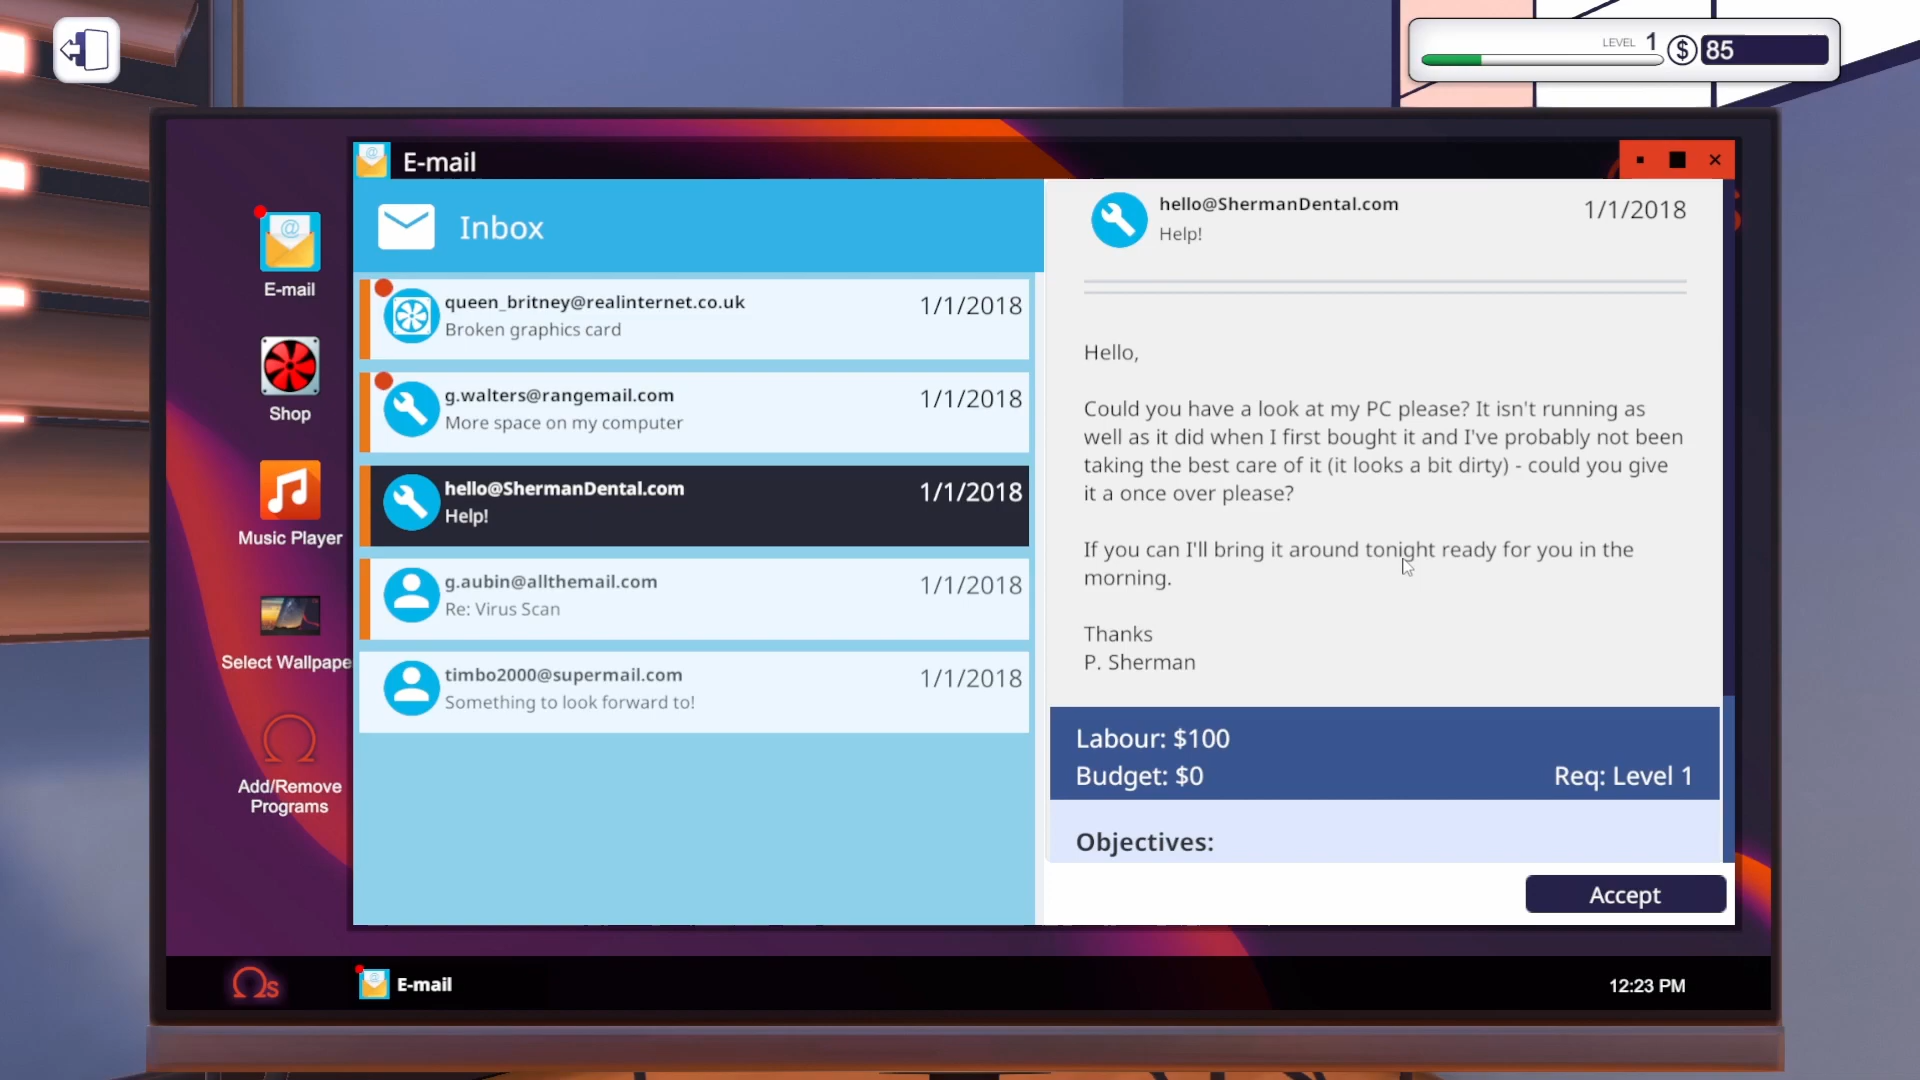 LEVEL 1
$ 85
E-mail
Inbox
queen_britney@realinternet.co.uk
1/1/2018
Broken graphics card
g.walters@rangemail.com
1/1/2018
More space on my computer
hello@ShermanDental.com
1/1/2018
Help!
g.aubin@allthemail.com
1/1/2018
Re: Virus Scan
timbo2000@supermail.com
1/1/2018
Something to look forward to!
hello@ShermanDental.com
1/1/2018
Help!
Hello,
Could you have a look at my PC please? It isn't running as
well as it did when I first bought it and I've probably not been
taking the best care of it (it looks a bit dirty) - could you give
it a once over please?
If you can I'll bring it around tonight ready for you in the
morning.
Thanks
P. Sherman
Labour: $100
Budget: $0
Req: Level 1
Objectives:
Accept
E-mail
Shop
Music Player
Select Wallpape
Add/Remove
Programs
Ωs
E-mail
12:23 PM